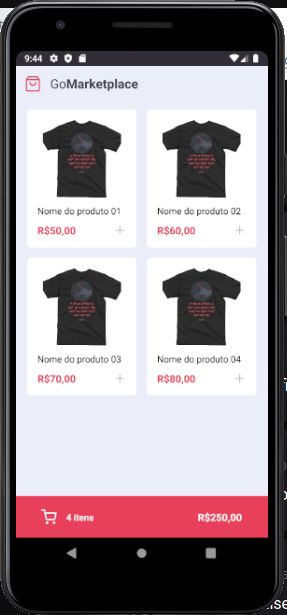 9:44
GoMarketplace
Nome do produto 01
R$50,00
Nome do produto 02
R$60,00
Nome do produto 03
R$70,00
Nome do produto 04
R$80,00
4 itens
R$250,00